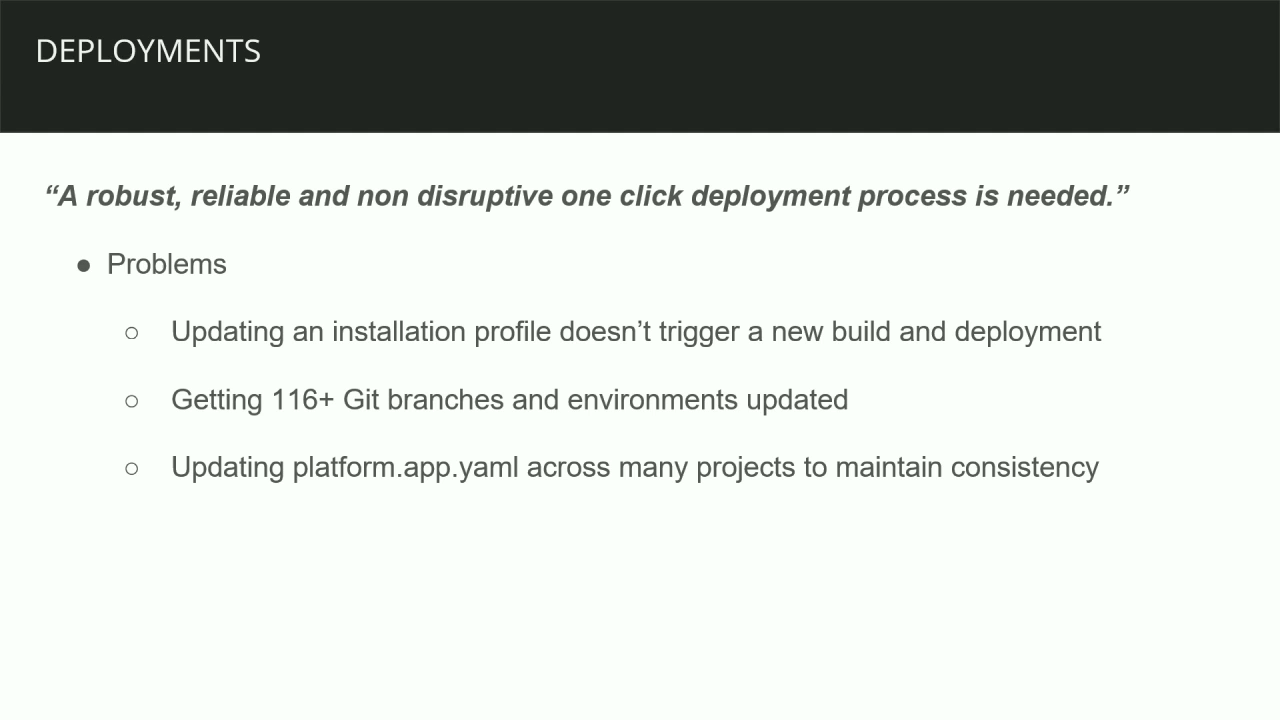 DEPLOYMENTS
“A robust, reliable and non disruptive one click deployment process is needed.”
● Problems
○ Updating an installation profile doesn’t trigger a new build and deployment
○ Getting 116+ Git branches and environments updated
○ Updating platform.app.yaml across many projects to maintain consistency